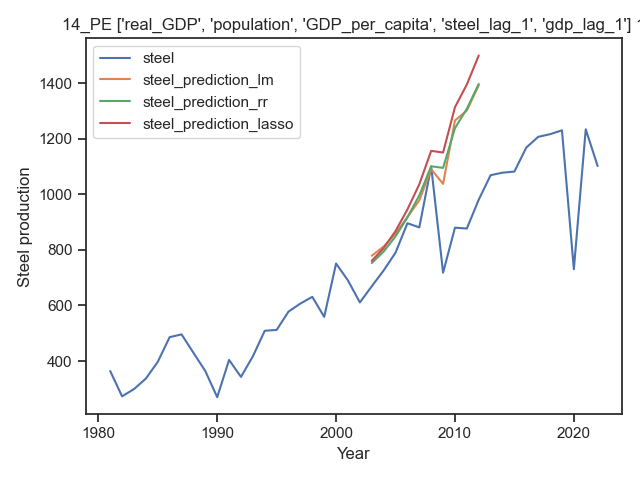 14_PE ['real_GDP', 'population', 'GDP_per_capita', 'steel_lag_1', 'gdp_lag_1']
steel
steel_prediction_lm
steel_prediction_rr
steel_prediction_lasso
Steel production
1400
1200
1000
800
600
400
1980 1990 2000 2010 2020
Year